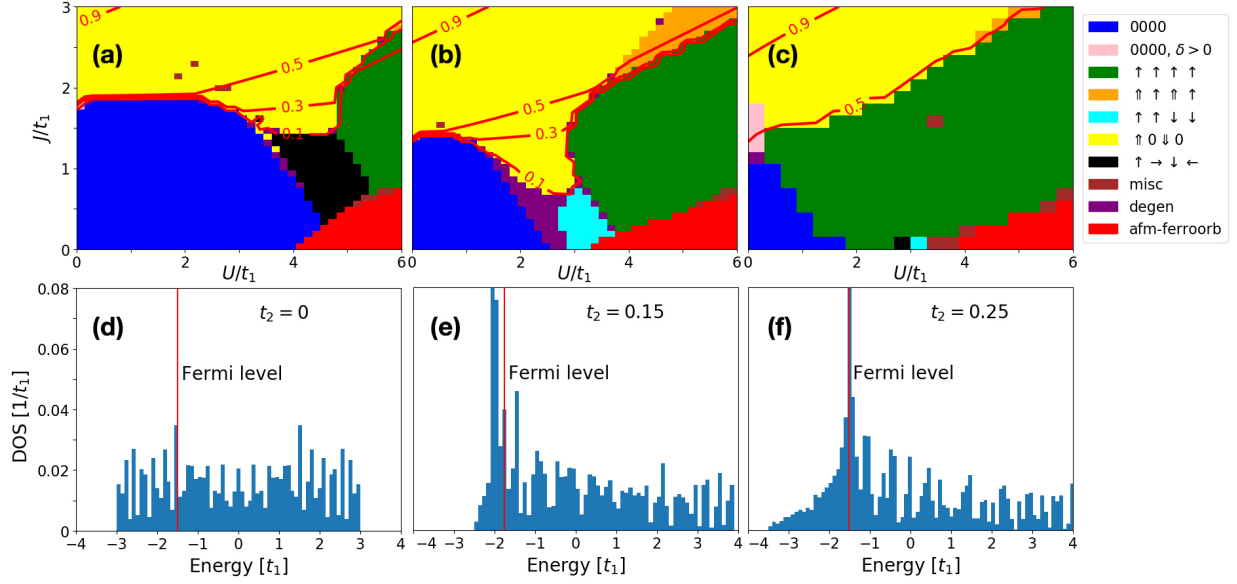 (a)
(b)
(c)
J/t₁
3
2
1
0
0.9
0.5
0.3
0.1
0.9
0.5
0.3
0.1
0.9
0.5
0 2 4 6
0 2 4 6
0 2 4 6
U/t₁
U/t₁
U/t₁
0000
0000, δ > 0
↑ ↑ ↑ ↑
⇑ ↑ ⇑ ↑
↑ ↑ ↓ ↓
⇑ 0 ⇓ 0
↑ → ↓ ←
misc
degen
afm-ferroorb
(d)
t₂ = 0
Fermi level
(e)
t₂ = 0.15
Fermi level
(f)
t₂ = 0.25
Fermi level
DOS [1/t₁]
0.08
0.06
0.04
0.02
0
−4 −3 −2 −1 0 1 2 3 4
−4 −3 −2 −1 0 1 2 3 4
−4 −3 −2 −1 0 1 2 3 4
Energy [t₁]
Energy [t₁]
Energy [t₁]